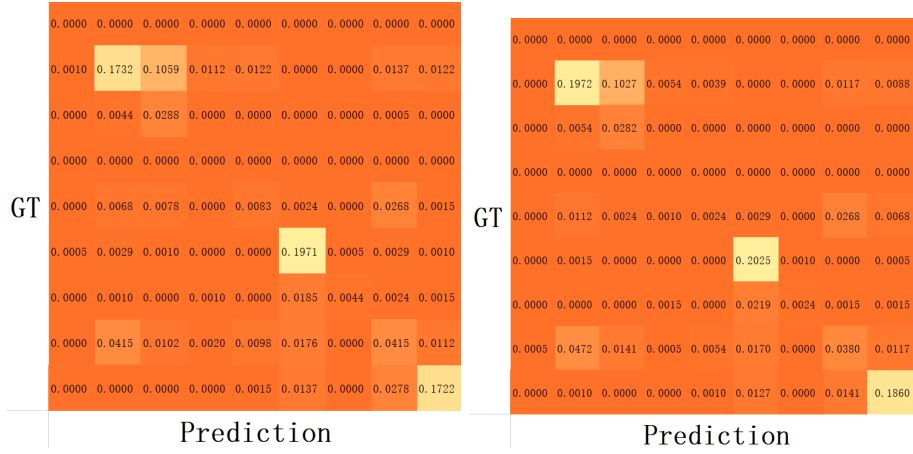 0.0000 0.0000 0.0000 0.0000 0.0000 0.0000 0.0000 0.0000 0.0000
0.0010 0.1732 0.1059 0.0112 0.0122 0.0000 0.0000 0.0137 0.0122
0.0000 0.0044 0.0288 0.0000 0.0000 0.0000 0.0000 0.0005 0.0000
0.0000 0.0000 0.0000 0.0000 0.0000 0.0000 0.0000 0.0000 0.0000
0.0000 0.0068 0.0078 0.0000 0.0083 0.0024 0.0000 0.0268 0.0015
GT
0.0005 0.0029 0.0010 0.0000 0.0000 0.1971 0.0005 0.0029 0.0010
0.0000 0.0010 0.0000 0.0010 0.0000 0.0185 0.0044 0.0024 0.0015
0.0000 0.0415 0.0102 0.0020 0.0098 0.0176 0.0000 0.0415 0.0112
0.0000 0.0000 0.0000 0.0000 0.0015 0.0137 0.0000 0.0278 0.1722
Prediction
0.0000 0.0000 0.0000 0.0000 0.0000 0.0000 0.0000 0.0000 0.0000
0.0000 0.1972 0.1027 0.0054 0.0039 0.0000 0.0000 0.0117 0.0088
0.0000 0.0054 0.0282 0.0000 0.0000 0.0000 0.0000 0.0000 0.0000
0.0000 0.0000 0.0000 0.0000 0.0000 0.0000 0.0000 0.0000 0.0000
0.0000 0.0112 0.0024 0.0010 0.0024 0.0029 0.0000 0.0268 0.0068
GT
0.0000 0.0015 0.0000 0.0000 0.0000 0.2025 0.0010 0.0000 0.0005
0.0000 0.0000 0.0000 0.0015 0.0000 0.0219 0.0024 0.0015 0.0015
0.0005 0.0472 0.0141 0.0005 0.0054 0.0170 0.0000 0.0380 0.0117
0.0000 0.0010 0.0000 0.0000 0.0010 0.0127 0.0000 0.0141 0.1860
Prediction